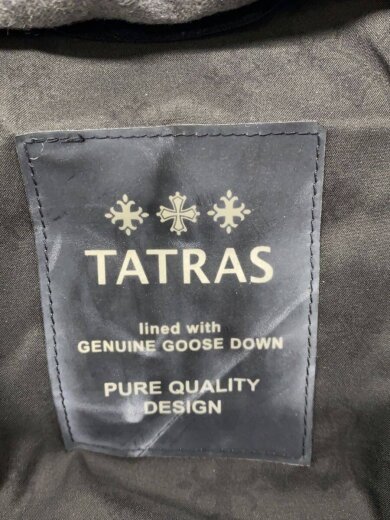 TATRAS
lined with
GENUINE GOOSE DOWN
PURE QUALITY
DESIGN